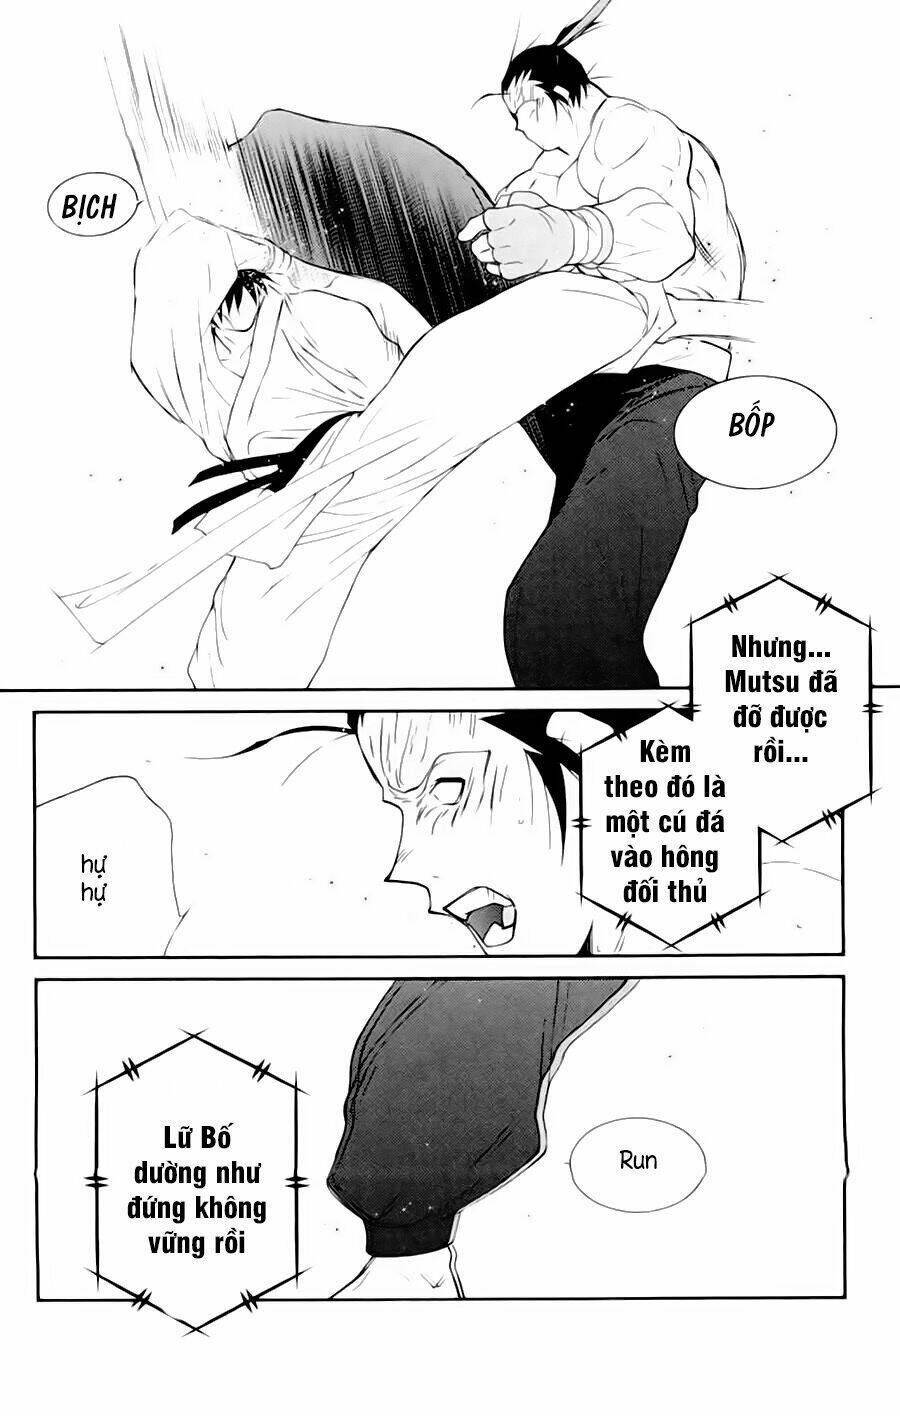 BỊCH
BỐP
Nhưng...
Mutsu đã
đỡ được
rồi...
Kèm
theo đó là
một cú đá
vào hông
đối thủ
hự
hự
Lữ Bố
dường như
đứng không
vững rồi
Run